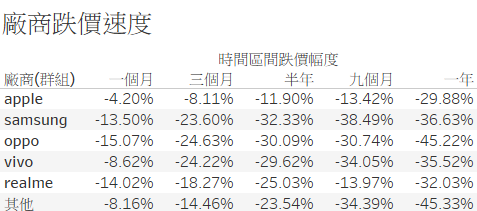 廠商跌價速度
時間區間跌價幅度
廠商(群組) 一個月 三個月 半年 九個月 一年
apple -4.20% -8.11% -11.90% -13.42% -29.88%
samsung -13.50% -23.60% -32.33% -38.49% -36.63%
oppo -15.07% -24.63% -30.09% -30.74% -45.22%
vivo -8.62% -24.22% -29.62% -34.05% -35.52%
realme -14.02% -18.27% -25.03% -13.97% -32.03%
其他 -8.16% -14.46% -23.54% -34.39% -45.33%